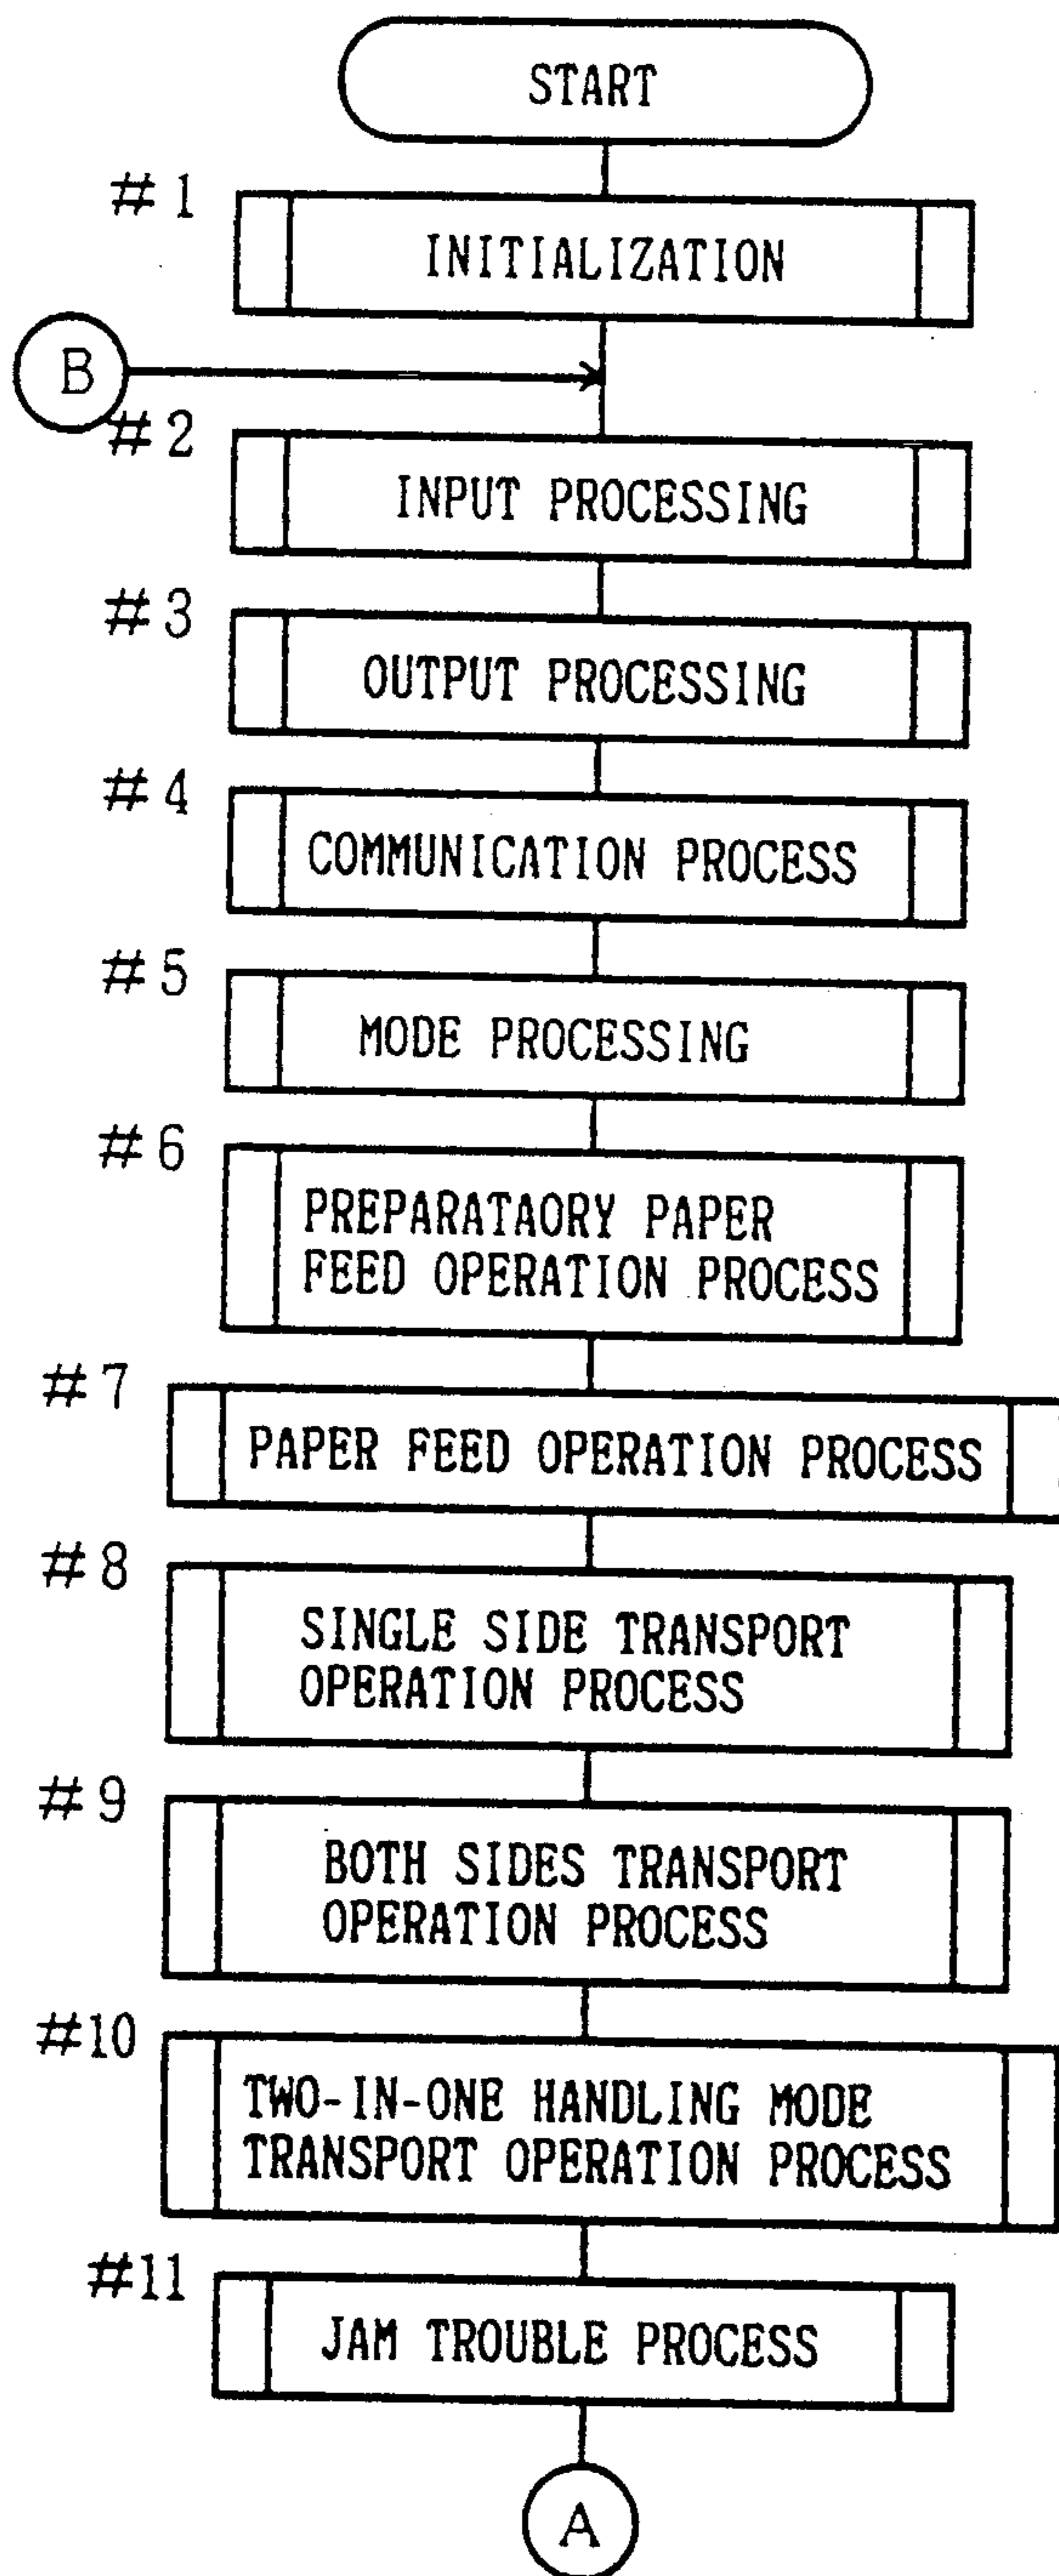 START
#1
INITIALIZATION
B
#2
INPUT PROCESSING
#3
OUTPUT PROCESSING
#4
COMMUNICATION PROCESS
#5
MODE PROCESSING
#6
PREPARATAORY PAPER
FEED OPERATION PROCESS
#7
PAPER FEED OPERATION PROCESS
#8
SINGLE SIDE TRANSPORT
OPERATION PROCESS
#9
BOTH SIDES TRANSPORT
OPERATION PROCESS
#10
TWO-IN-ONE HANDLING MODE
TRANSPORT OPERATION PROCESS
#11
JAM TROUBLE PROCESS
A